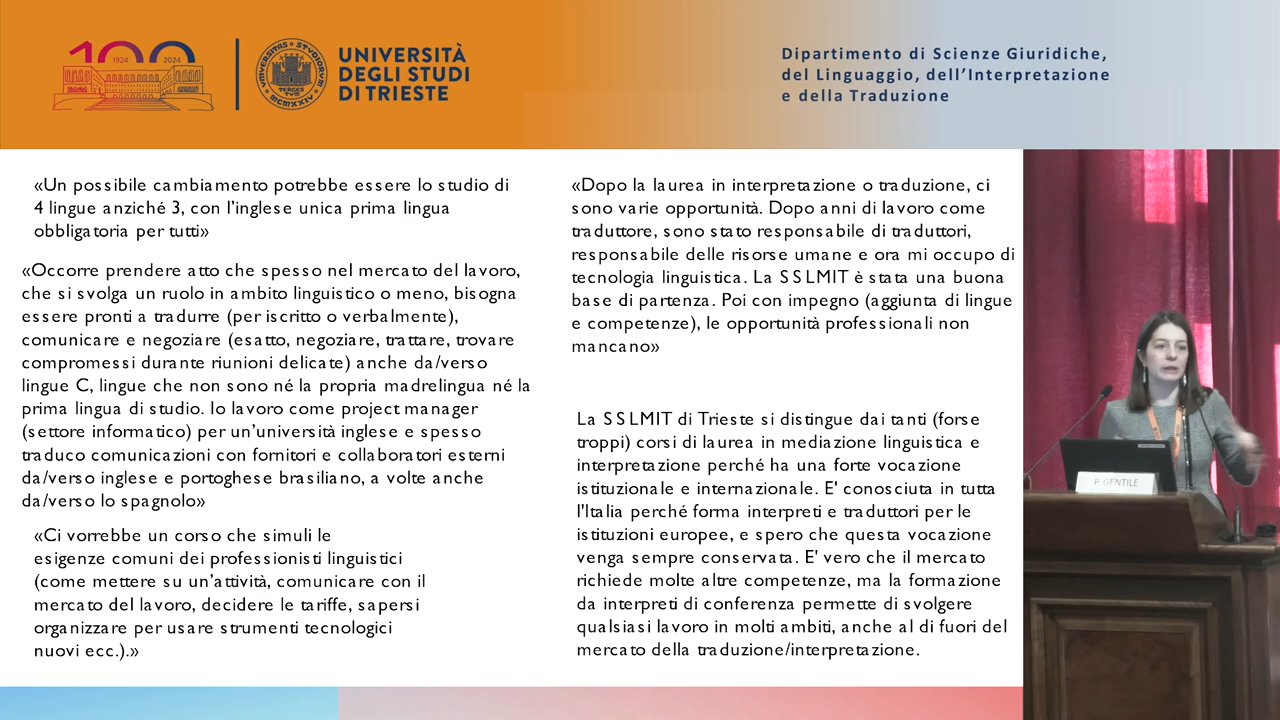 100
1924
2024
UNIVERSITÀ
DEGLI STUDI
DI TRIESTE
Dipartimento di Scienze Giuridiche,
del Linguaggio, dell'Interpretazione
e della Traduzione
«Un possibile cambiamento potrebbe essere lo studio di
4 lingue anziché 3, con l'inglese unica prima lingua
obbligatoria per tutti»
«Occorre prendere atto che spesso nel mercato del lavoro,
che si svolga un ruolo in ambito linguistico o meno, bisogna
essere pronti a tradurre (per iscritto o verbalmente),
comunicare e negoziare (esatto, negoziare, trattare, trovare
compromessi durante riunioni delicate) anche da/verso
lingue C, lingue che non sono né la propria madrelingua né la
prima lingua di studio. Io lavoro come project manager
(settore informatico) per un'università inglese e spesso
traduco comunicazioni con fornitori e collaboratori esterni
da/verso inglese e portoghese brasiliano, a volte anche
da/verso lo spagnolo»
«Ci vorrebbe un corso che simuli le
esigenze comuni dei professionisti linguistici
(come mettere su un'attività, comunicare con il
mercato del lavoro, decidere le tariffe, sapersi
organizzare per usare strumenti tecnologici
nuovi ecc.).»
«Dopo la laurea in interpretazione o traduzione, ci
sono varie opportunità. Dopo anni di lavoro come
traduttore, sono stato responsabile di traduttori,
responsabile delle risorse umane e ora mi occupo di
tecnologia linguistica. La SSLMIT è stata una buona
base di partenza. Poi con impegno (aggiunta di lingue
e competenze), le opportunità professionali non
mancano»
La SSLMIT di Trieste si distingue dai tanti (forse
troppi) corsi di laurea in mediazione linguistica e
interpretazione perché ha una forte vocazione
istituzionale e internazionale. E' conosciuta in tutta
l'Italia perché forma interpreti e traduttori per le
istituzioni europee, e spero che questa vocazione
venga sempre conservata. E' vero che il mercato
richiede molte altre competenze, ma la formazione
da interpreti di conferenza permette di svolgere
qualsiasi lavoro in molti ambiti, anche al di fuori del
mercato della traduzione/interpretazione.
P. GENTILE